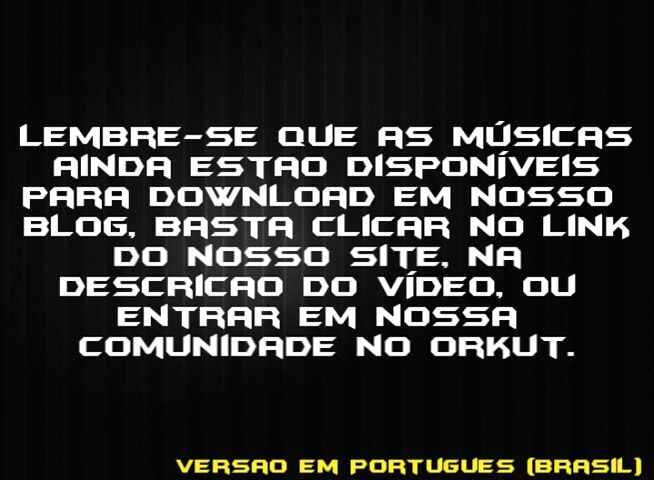 LEMBRE-SE QUE AS MÚSICAS
AINDA ESTAO DISPONÍVEIS
PARA DOWNLOAD EM NOSSO
BLOG, BASTA CLICAR NO LINK
DO NOSSO SITE, NA
DESCRICAO DO VÍDEO, OU
ENTRAR EM NOSSA
COMUNIDADE NO ORKUT.
VERSAO EM PORTUGUES (BRASIL)